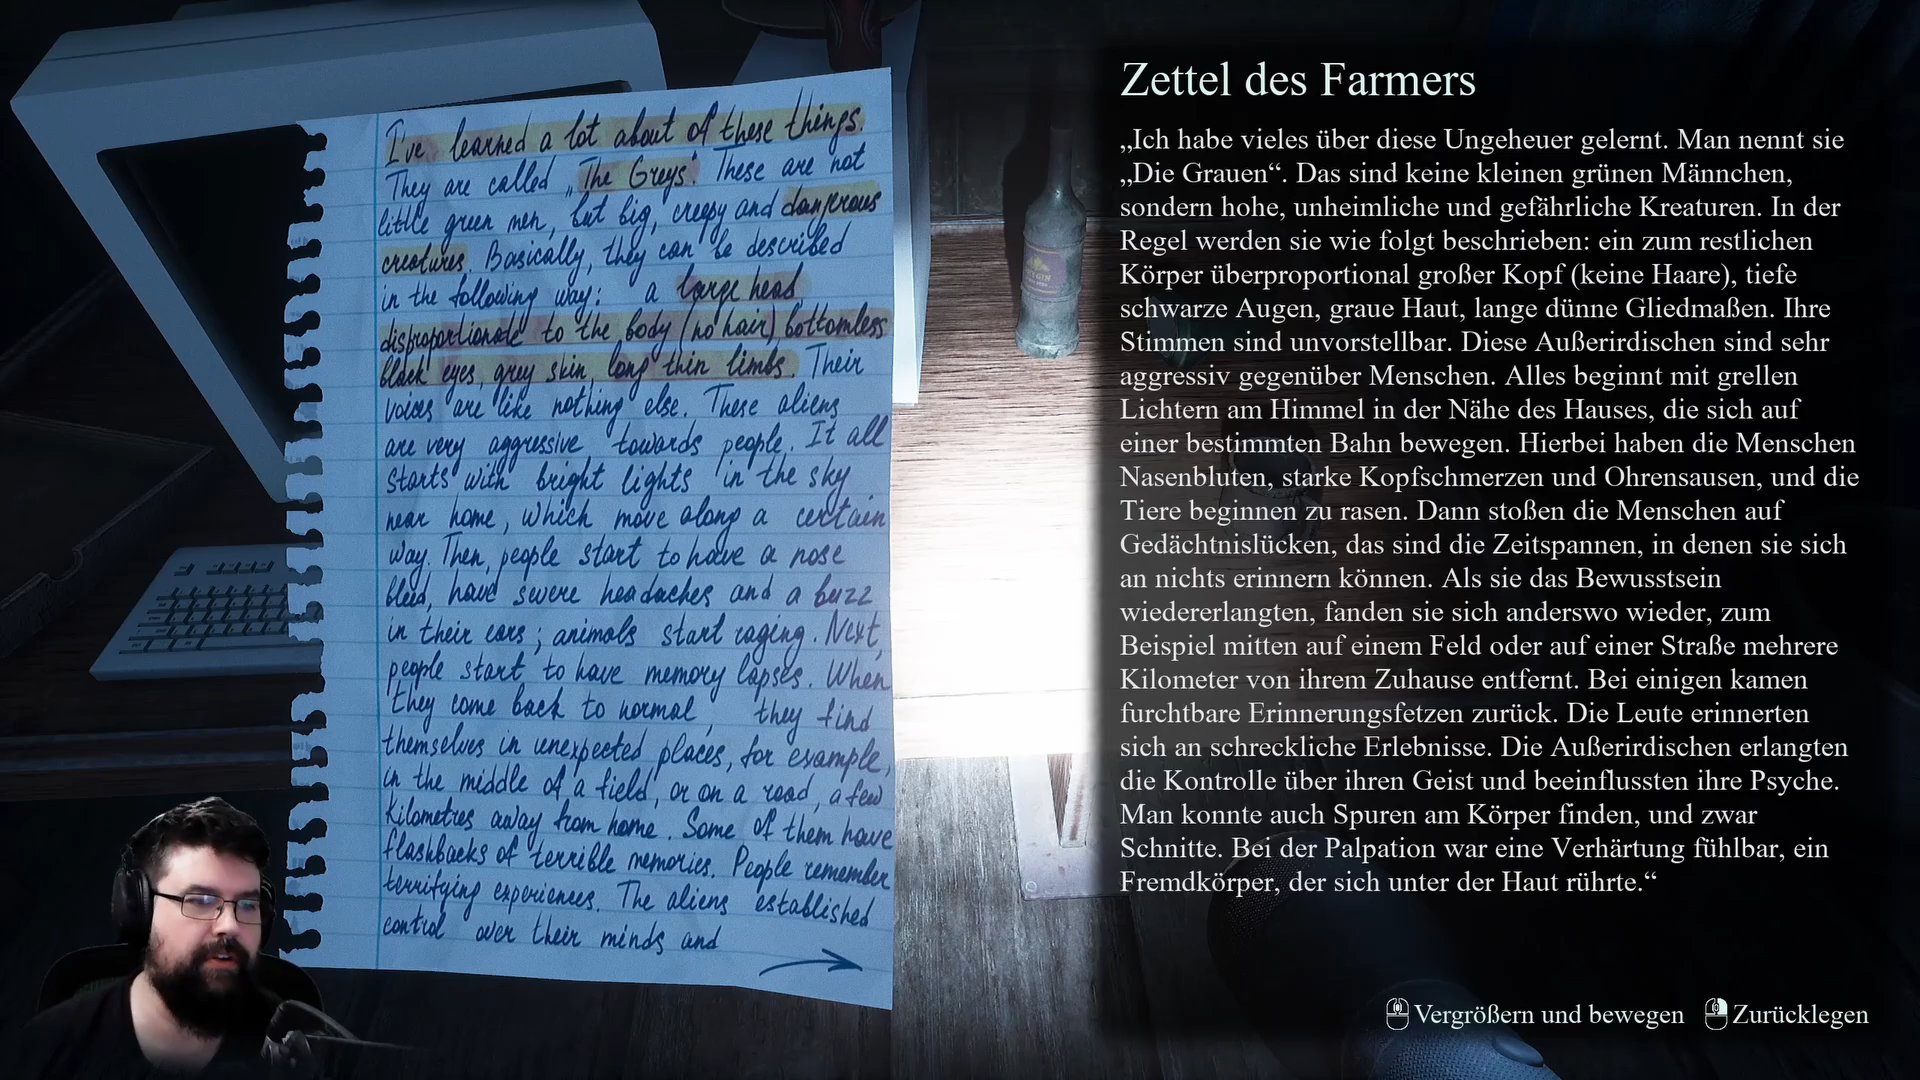 I've learned a lot about of these things.
They are called „The Greys". These are not
little green men, but big, creepy and dangerous
creatures. Basically, they can be described
in the following way: a large head
disproportionate to the body (no hair) bottomless
black eyes, grey skin, long thin limbs. Their
voices are like nothing else. These aliens
are very aggressive towards people. It all
starts with bright lights in the sky
near home, which move along a certain
way. Then, people start to have a nose
bleed, have severe headaches and a buzz
in their ears; animals start raging. Next,
people start to have memory lapses. When
they come back to normal, they find
themselves in unexpected places, for example,
in the middle of a field, or on a road, a few
kilometres away from home. Some of them have
flashbacks of terrible memories. People remember
terrifying experiences. The aliens established
control over their minds and
Zettel des Farmers
„Ich habe vieles über diese Ungeheuer gelernt. Man nennt sie
„Die Grauen“. Das sind keine kleinen grünen Männchen,
sondern hohe, unheimliche und gefährliche Kreaturen. In der
Regel werden sie wie folgt beschrieben: ein zum restlichen
Körper überproportional großer Kopf (keine Haare), tiefe
schwarze Augen, graue Haut, lange dünne Gliedmaßen. Ihre
Stimmen sind unvorstellbar. Diese Außerirdischen sind sehr
aggressiv gegenüber Menschen. Alles beginnt mit grellen
Lichtern am Himmel in der Nähe des Hauses, die sich auf
einer bestimmten Bahn bewegen. Hierbei haben die Menschen
Nasenbluten, starke Kopfschmerzen und Ohrensausen, und die
Tiere beginnen zu rasen. Dann stoßen die Menschen auf
Gedächtnislücken, das sind die Zeitspannen, in denen sie sich
an nichts erinnern können. Als sie das Bewusstsein
wiedererlangten, fanden sie sich anderswo wieder, zum
Beispiel mitten auf einem Feld oder auf einer Straße mehrere
Kilometer von ihrem Zuhause entfernt. Bei einigen kamen
furchtbare Erinnerungsfetzen zurück. Die Leute erinnerten
sich an schreckliche Erlebnisse. Die Außerirdischen erlangten
die Kontrolle über ihren Geist und beeinflussten ihre Psyche.
Man konnte auch Spuren am Körper finden, und zwar
Schnitte. Bei der Palpation war eine Verhärtung fühlbar, ein
Fremdkörper, der sich unter der Haut rührte.“
Vergrößern und bewegen
Zurücklegen